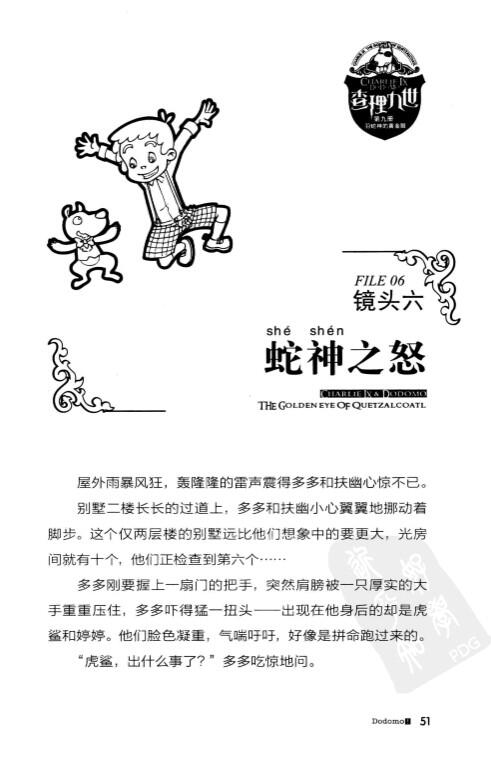 CHARLIE IX
DODOMO
查理九世
第九册
羽蛇神的黄金眼
FILE 06
镜头六
shé shén
蛇神之怒
CHARLIE IX & DODOMO
THE GOLDEN EYE OF QUETZALCOATL
屋外雨暴风狂，轰隆隆的雷声震得多多和扶幽心惊不已。
别墅二楼长长的过道上，多多和扶幽小心翼翼地挪动着
脚步。这个仅两层楼的别墅远比他们想象中的要更大，光房
间就有十个，他们正检查到第六个……
多多刚要握上一扇门的把手，突然肩膀被一只厚实的大
手重重压住，多多吓得猛一扭头——出现在他身后的却是虎
鲨和婷婷。他们脸色凝重，气喘吁吁，好像是拼命跑过来的。
“虎鲨，出什么事了？”多多吃惊地问。
PDG
Dodomo 51